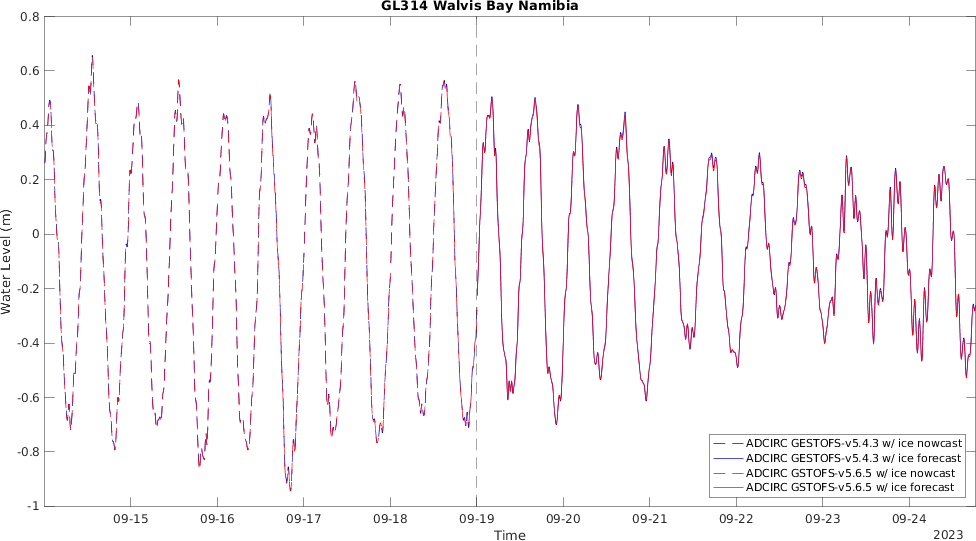 GL314 Walvis Bay Namibia
0.8
0.6
0.4
0.2
0
-0.2
-0.4
-0.6
-0.8
-1
Water Level (m)
ADCIRC GESTOFS-v5.4.3 w/ ice nowcast
ADCIRC GESTOFS-v5.4.3 w/ ice forecast
ADCIRC GSTOFS-v5.6.5 w/ ice nowcast
ADCIRC GSTOFS-v5.6.5 w/ ice forecast
09-15 09-16 09-17 09-18 09-19 09-20 09-21 09-22 09-23 09-24
Time
2023